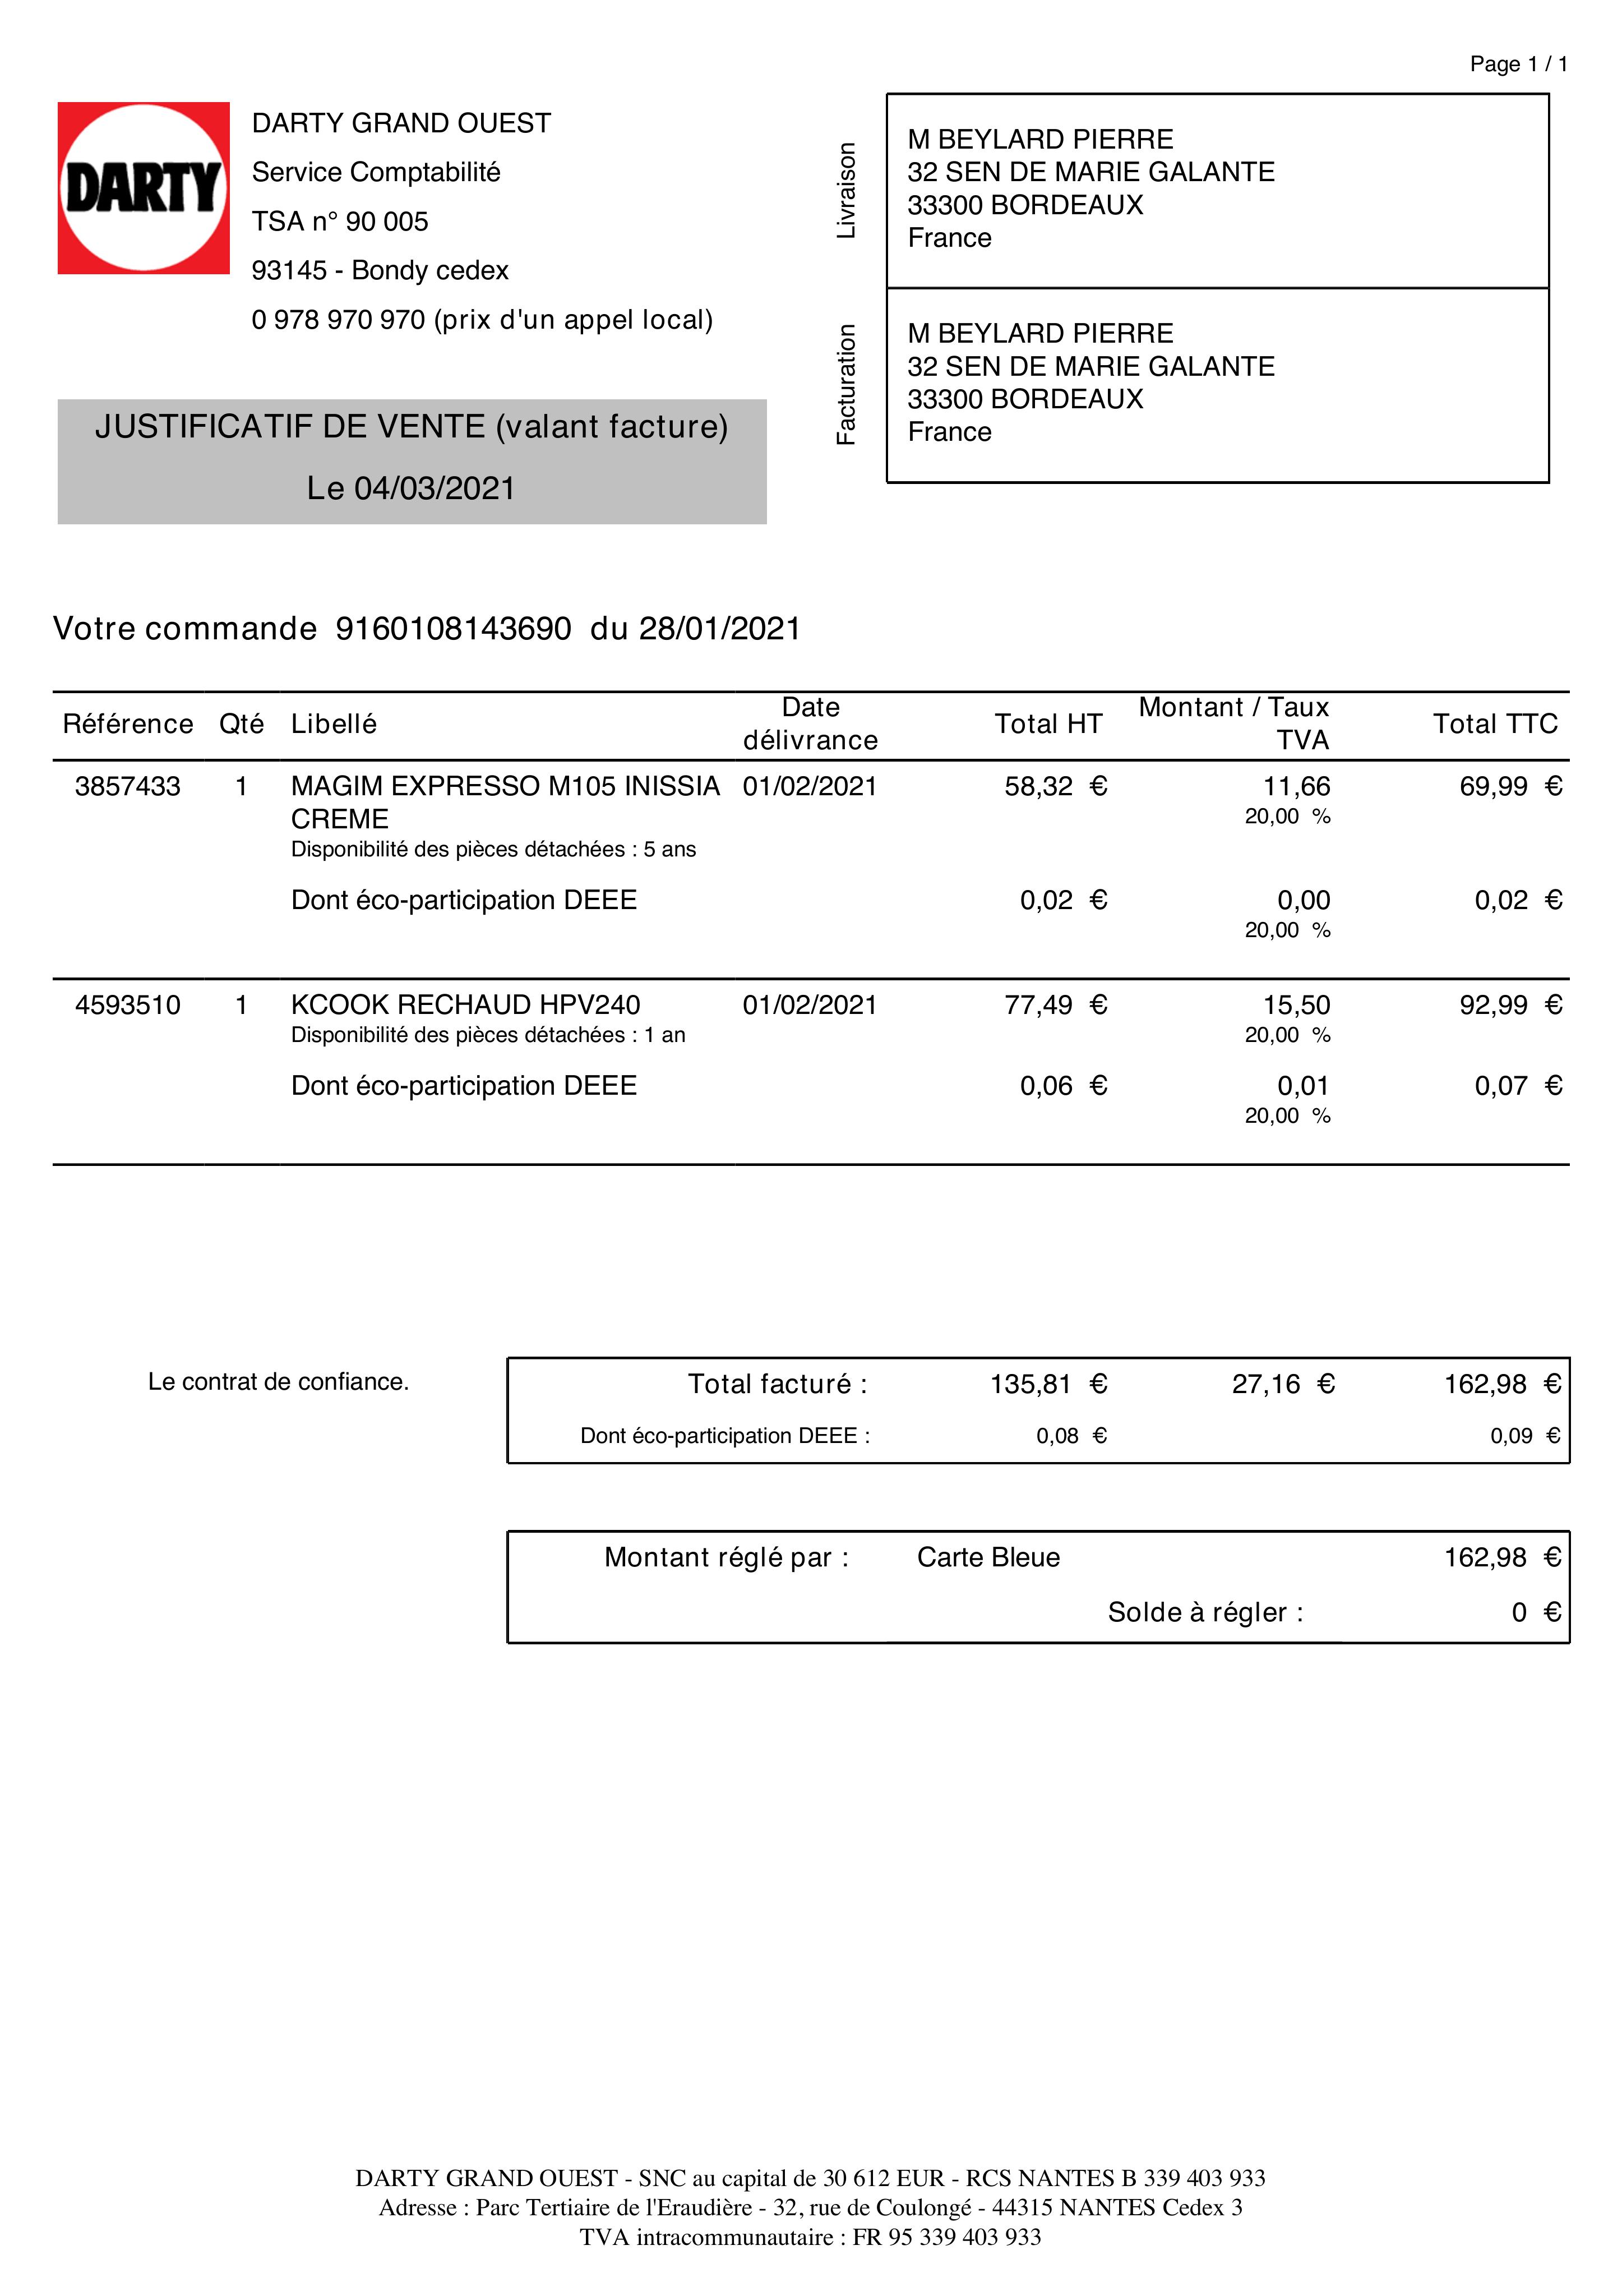 Page 1 / 1
DARTY
DARTY GRAND OUEST
Service Comptabilité
TSA n° 90 005
93145 - Bondy cedex
0 978 970 970 (prix d'un appel local)
Livraison
M BEYLARD PIERRE
32 SEN DE MARIE GALANTE
33300 BORDEAUX
France
Facturation
M BEYLARD PIERRE
32 SEN DE MARIE GALANTE
33300 BORDEAUX
France
JUSTIFICATIF DE VENTE (valant facture)
Le 04/03/2021
Votre commande 9160108143690 du 28/01/2021
Référence Qté Libellé Date délivrance Total HT Montant / Taux TVA Total TTC
3857433 1 MAGIM EXPRESSO M105 INISSIA 01/02/2021 58,32 € 11,66 69,99 €
CREME 20,00 %
Disponibilité des pièces détachées : 5 ans
Dont éco-participation DEEE 0,02 € 0,00 0,02 €
20,00 %
4593510 1 KCOOK RECHAUD HPV240 01/02/2021 77,49 € 15,50 92,99 €
Disponibilité des pièces détachées : 1 an 20,00 %
Dont éco-participation DEEE 0,06 € 0,01 0,07 €
20,00 %
Le contrat de confiance.
Total facturé : 135,81 € 27,16 € 162,98 €
Dont éco-participation DEEE : 0,08 € 0,09 €
Montant réglé par : Carte Bleue 162,98 €
Solde à régler : 0 €
DARTY GRAND OUEST - SNC au capital de 30 612 EUR - RCS NANTES B 339 403 933
Adresse : Parc Tertiaire de l'Eraudière - 32, rue de Coulongé - 44315 NANTES Cedex 3
TVA intracommunautaire : FR 95 339 403 933